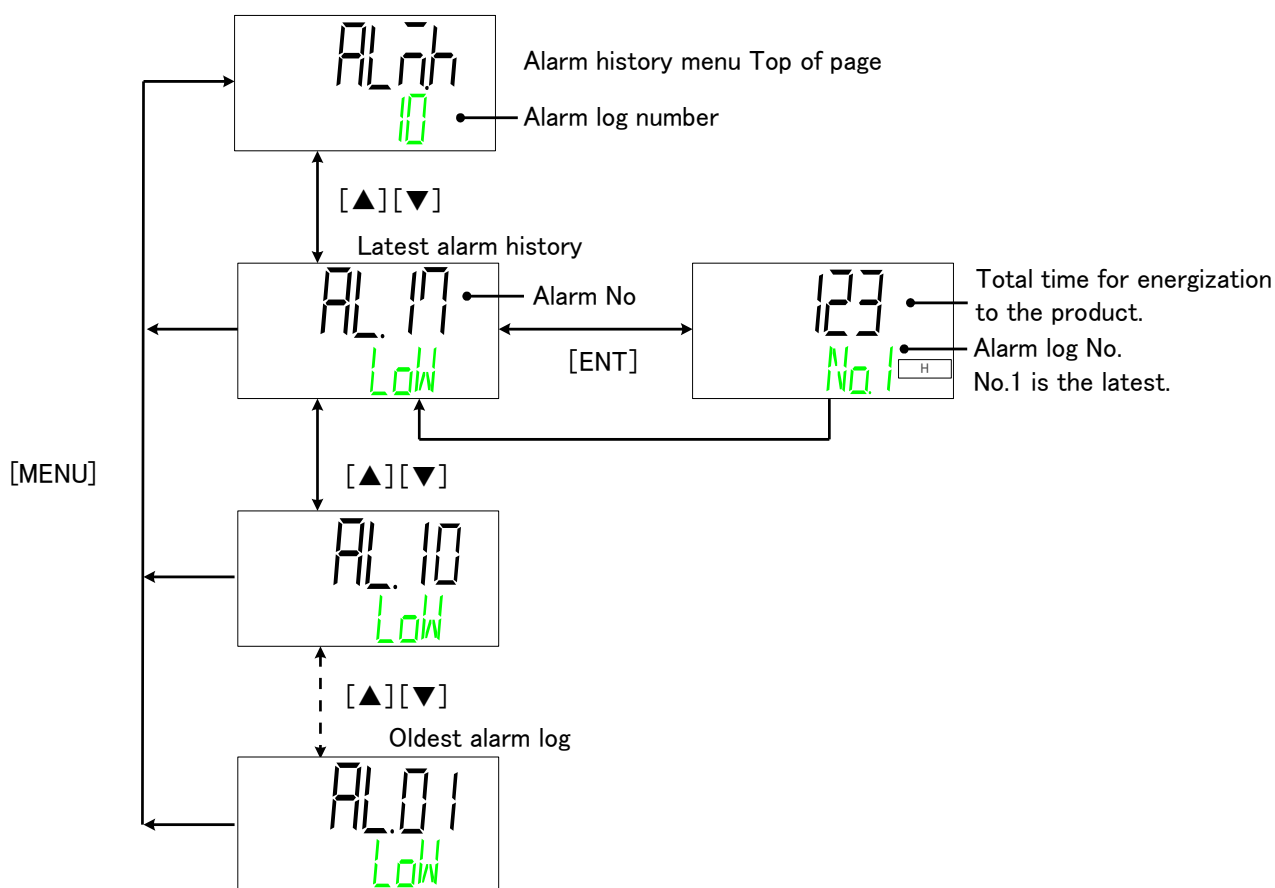 ALM.h
Alarm history menu Top of page
10
Alarm log number
[▲][▼]
Latest alarm history
AL.17
Alarm No
LoW
[ENT]
123
Total time for energization
to the product.
No.1
H
Alarm log No.
No.1 is the latest.
[MENU]
[▲][▼]
AL.10
LoW
[▲][▼]
Oldest alarm log
AL.01
LoW